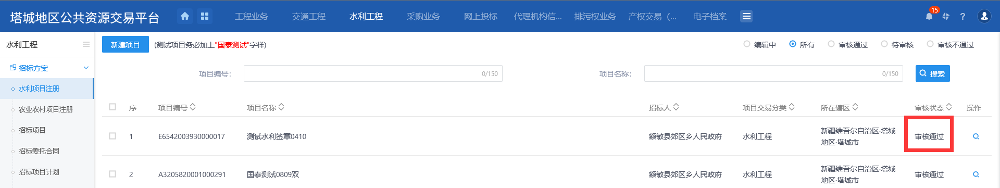 塔城地区公共资源交易平台
工程业务 交通工程 水利工程 采购业务 网上投标 代理机构信... 排污权业务 产权交易（... 电子档案
15
?
水利工程
招标方案
水利项目注册
农业农村项目注册
招标项目
招标委托合同
招标项目计划
新建项目 (测试项目务必加上"国泰测试"字样)
编辑中 所有 审核通过 待审核 审核不通过
项目编号： 0/150 项目名称： 0/150 搜索
序 项目编号 项目名称 招标人 项目交易分类 所在辖区 审核状态 操作
1 E6542003930000017 测试水利签章0410 额敏县郊区乡人民政府 水利工程 新疆维吾尔自治区·塔城
地区·塔城市 审核通过
2 A3205820001000291 国泰测试0809双 额敏县郊区乡人民政府 水利工程 新疆维吾尔自治区·塔城
地区·塔城市 审核通过